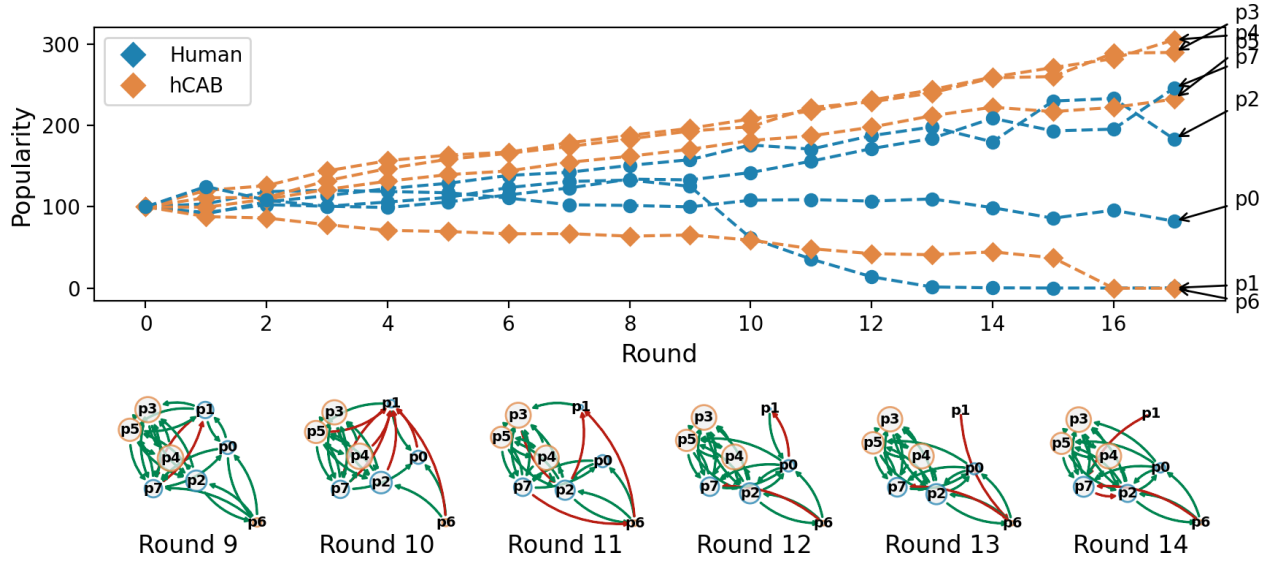 300
200
100
0
Popularity
Human
hCAB
p3
p4
p5
p7
p2
p0
p1
p6
0 2 4 6 8 10 12 14 16
Round
p3 p1 p5 p0 p4 p7 p2 p6
p3 p1 p5 p0 p4 p7 p2 p6
p3 p1 p5 p0 p4 p7 p2 p6
p3 p1 p5 p0 p4 p7 p2 p6
p3 p1 p5 p0 p4 p7 p2 p6
p3 p1 p5 p0 p4 p7 p2 p6
Round 9 Round 10 Round 11 Round 12 Round 13 Round 14